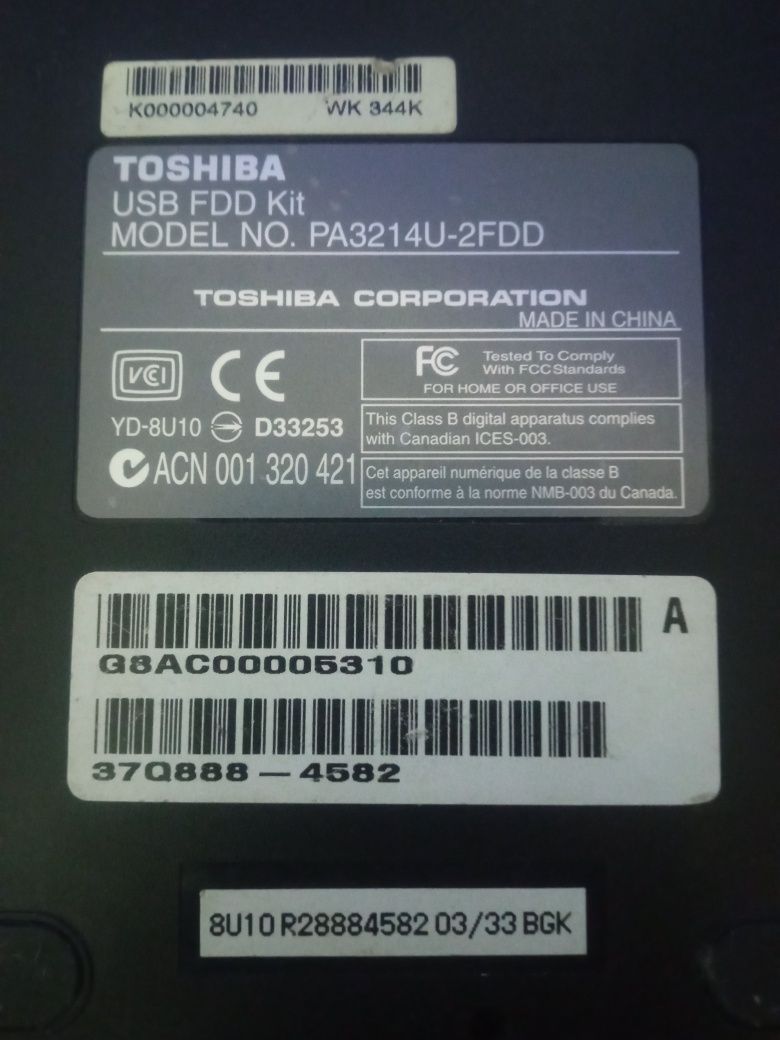 K000004740 WK 344K
TOSHIBA
USB FDD Kit
MODEL NO. PA3214U-2FDD
TOSHIBA CORPORATION
MADE IN CHINA
VCI CE
YD-8U10 D33253
ACN 001 320 421
FC Tested To Comply
With FCC Standards
FOR HOME OR OFFICE USE
This Class B digital apparatus complies
with Canadian ICES-003.
Cet appareil numérique de la classe B
est conforme à la norme NMB-003 du Canada.
A
G8AC00005310
37Q888-4582
8U10 R28884582 03/33 BGK